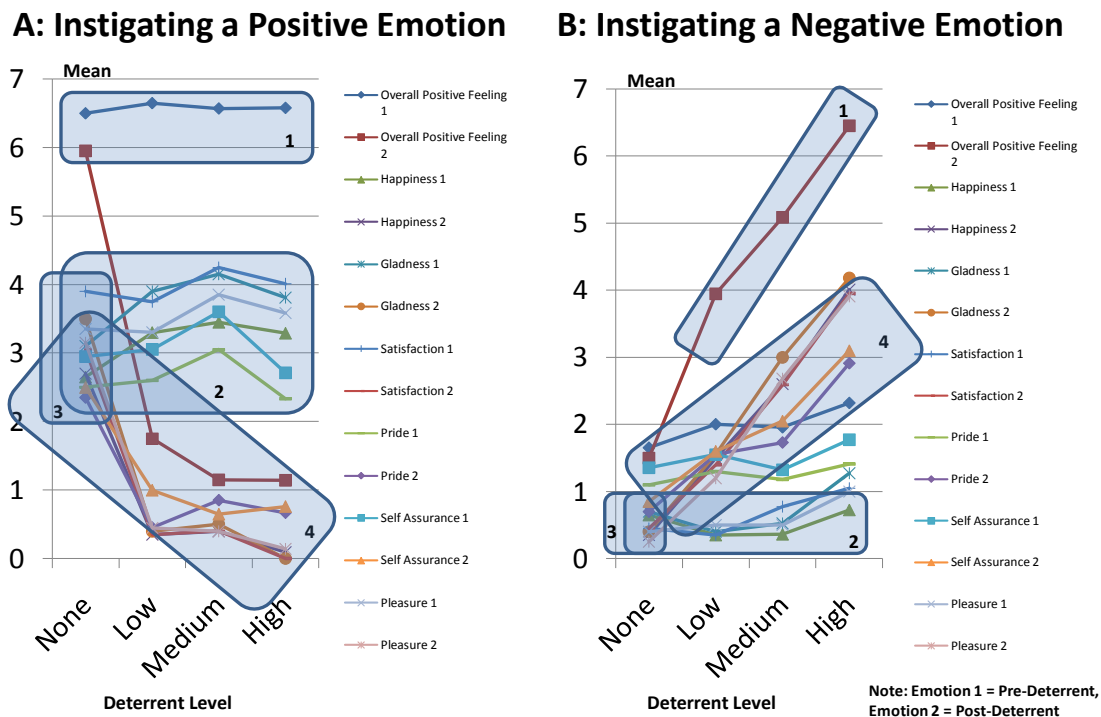 A: Instigating a Positive Emotion
Mean
7
6
5
4
3
2
1
0
1
2
3
4
None
Low
Medium
High
Deterrent Level
Overall Positive Feeling
1
Overall Positive Feeling
2
Happiness 1
Happiness 2
Gladness 1
Gladness 2
Satisfaction 1
Satisfaction 2
Pride 1
Pride 2
Self Assurance 1
Self Assurance 2
Pleasure 1
Pleasure 2
B: Instigating a Negative Emotion
Mean
7
6
5
4
3
2
1
0
1
4
3
2
None
Low
Medium
High
Deterrent Level
Overall Positive Feeling
1
Overall Positive Feeling
2
Happiness 1
Happiness 2
Gladness 1
Gladness 2
Satisfaction 1
Satisfaction 2
Pride 1
Pride 2
Self Assurance 1
Self Assurance 2
Pleasure 1
Pleasure 2
Note: Emotion 1 = Pre-Deterrent,
Emotion 2 = Post-Deterrent